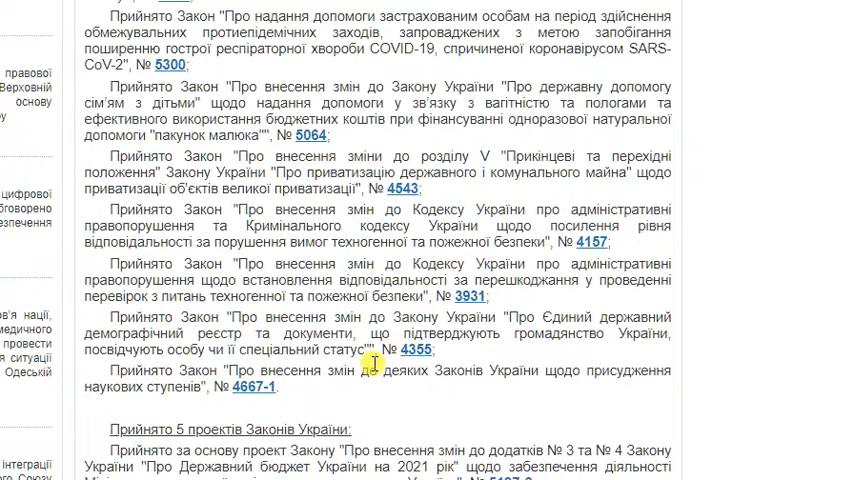 Прийнято Закон "Про надання допомоги застрахованим особам на період здійснення
обмежувальних протиепідемічних заходів, запроваджених з метою запобігання
поширенню гострої респіраторної хвороби COVID-19, спричиненої коронавірусом SARS-
CoV-2", № 5300;
правової
Верховній
основу
Прийнято Закон "Про внесення змін до Закону України "Про державну допомогу
сім’ям з дітьми" щодо надання допомоги у зв’язку з вагітністю та пологами та
ефективного використання бюджетних коштів при фінансуванні одноразової натуральної
допомоги "пакунок малюка"", № 5064;
Прийнято Закон "Про внесення зміни до розділу V "Прикінцеві та перехідні
положення" Закону України "Про приватизацію державного і комунального майна" щодо
приватизації об’єктів великої приватизації", № 4543;
цифрової
обговорено
Прийнято Закон "Про внесення змін до Кодексу України про адміністративні
правопорушення та Кримінального кодексу України щодо посилення рівня
відповідальності за порушення вимог техногенної та пожежної безпеки", № 4157;
Прийнято Закон "Про внесення змін до Кодексу України про адміністративні
правопорушення щодо встановлення відповідальності за перешкоджання у проведенні
перевірок з питань техногенної та пожежної безпеки", № 3931;
нації,
медичного
провести
ситуації
Одеській
Прийнято Закон "Про внесення змін до Закону України "Про Єдиний державний
демографічний реєстр та документи, що підтверджують громадянство України,
посвідчують особу чи її спеціальний статус"", № 4355;
Прийнято Закон "Про внесення змін до деяких Законів України щодо присудження
наукових ступенів", № 4667-1.
Прийнято 5 проектів Законів України:
інтеграції
Прийнято за основу проект Закону "Про внесення змін до додатків № 3 та № 4 Закону
України "Про Державний бюджет України на 2021 рік" щодо забезпечення діяльності